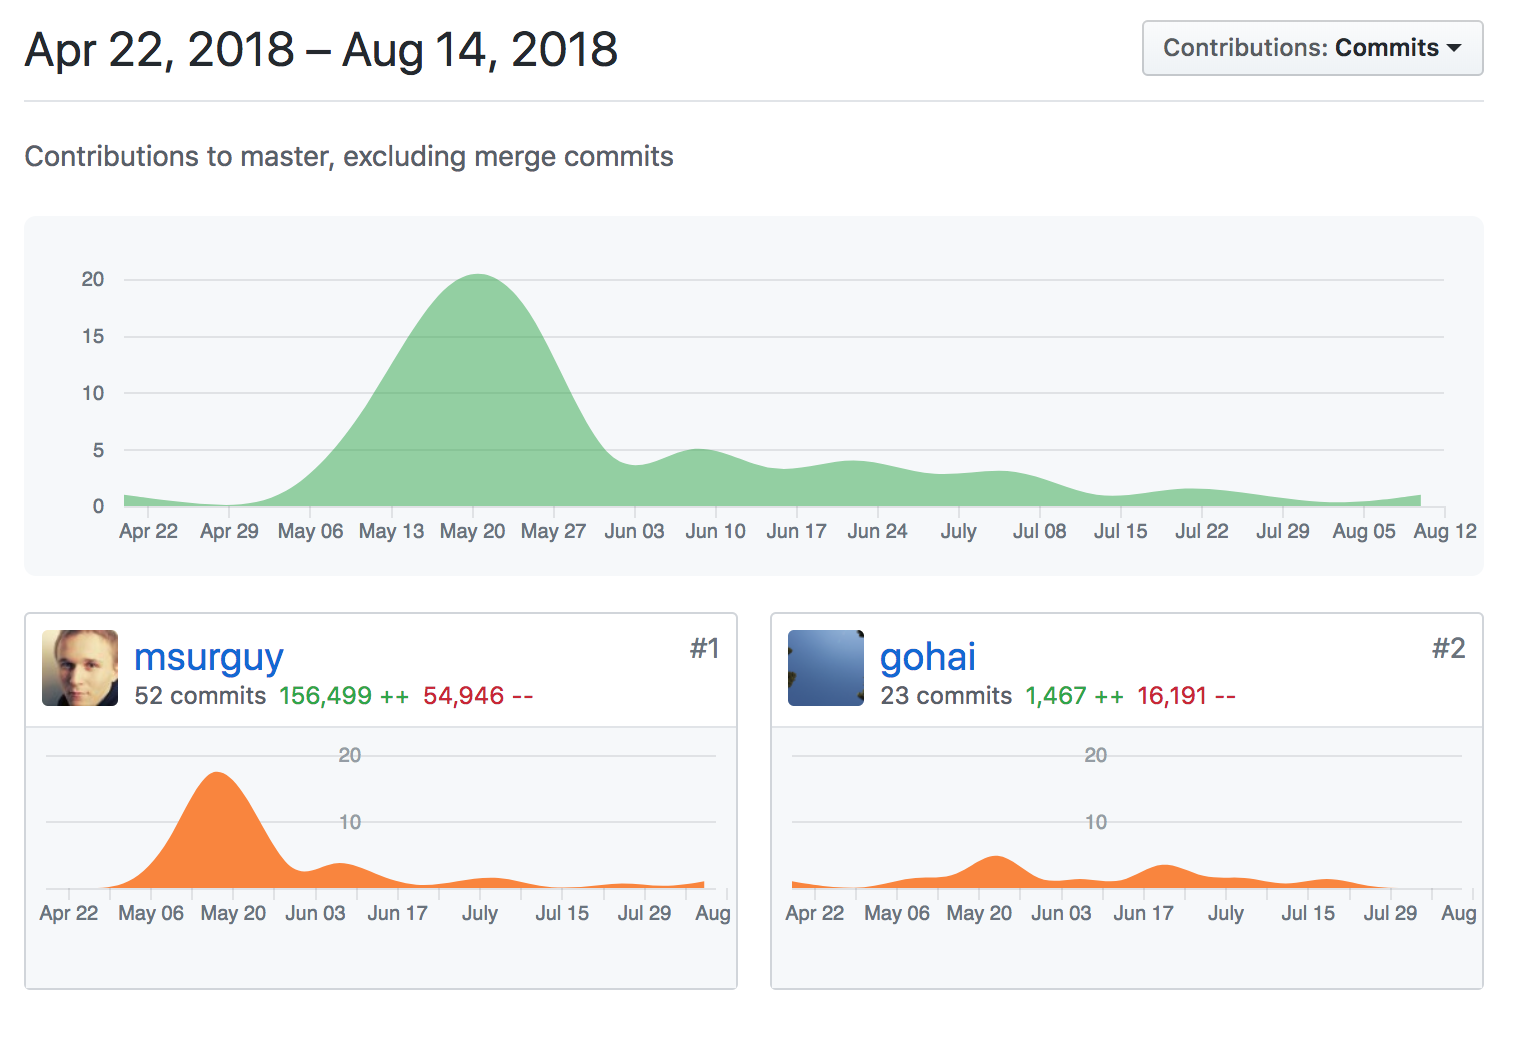 Apr 22, 2018 – Aug 14, 2018
Contributions: Commits
Contributions to master, excluding merge commits
20
15
10
5
0
Apr 22 Apr 29 May 06 May 13 May 20 May 27 Jun 03 Jun 10 Jun 17 Jun 24 July Jul 08 Jul 15 Jul 22 Jul 29 Aug 05 Aug 12
msurguy #1
52 commits 156,499 ++ 54,946 --
20
10
Apr 22 May 06 May 20 Jun 03 Jun 17 July Jul 15 Jul 29 Aug
gohai #2
23 commits 1,467 ++ 16,191 --
20
10
Apr 22 May 06 May 20 Jun 03 Jun 17 July Jul 15 Jul 29 Aug